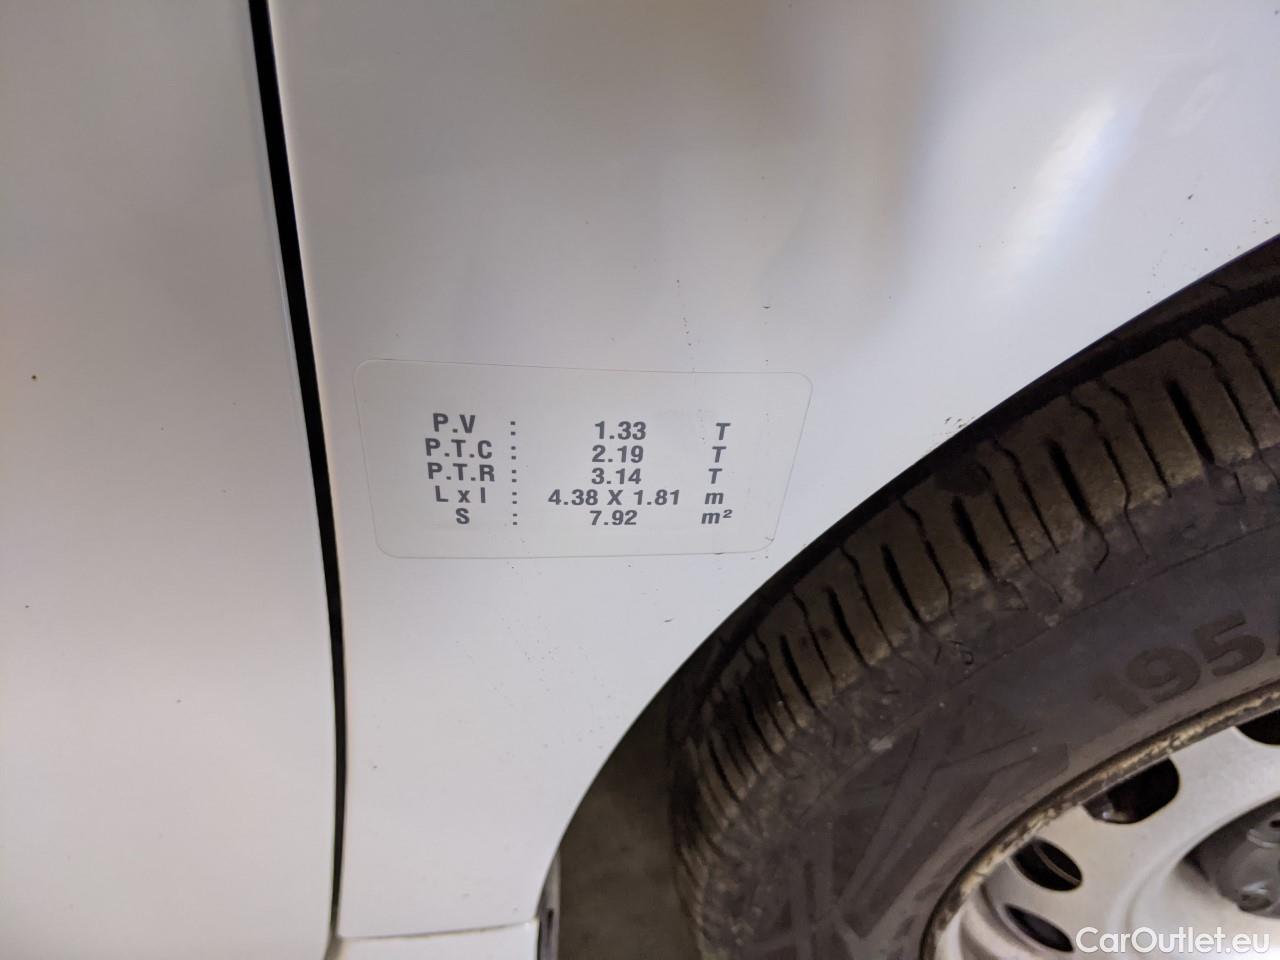 P.V : 1.33 T
P.T.C : 2.19 T
P.T.R : 3.14 T
L x l : 4.38 X 1.81 m
S : 7.92 m²
195
CarOutlet.eu